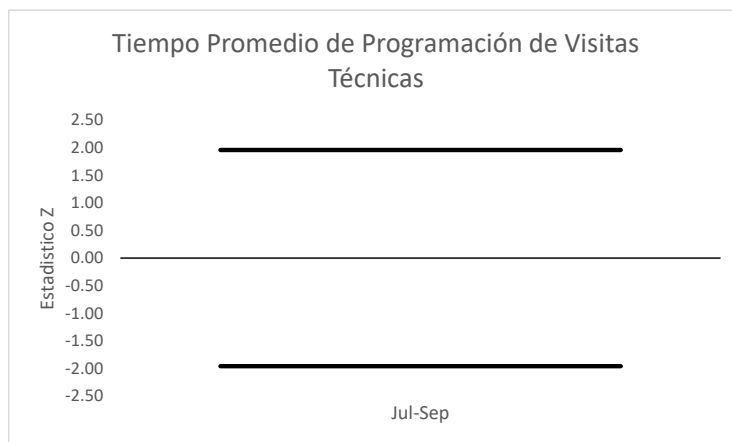 Tiempo Promedio de Programación de Visitas
Técnicas
2.50
2.00
1.50
1.00
0.50
0.00
-0.50
-1.00
-1.50
-2.00
-2.50
Estadistico Z
Jul-Sep